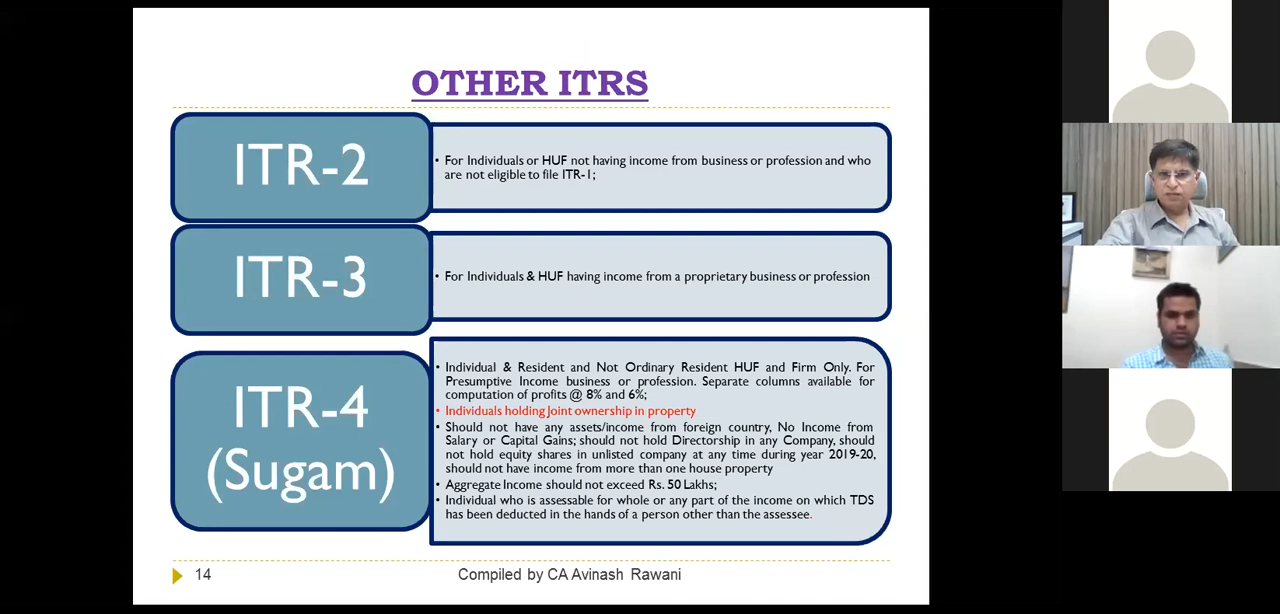 OTHER ITRS
ITR-2
• For Individuals or HUF not having income from business or profession and who
are not eligible to file ITR-1;
ITR-3
• For Individuals & HUF having income from a proprietary business or profession
ITR-4
(Sugam)
• Individual & Resident and Not Ordinary Resident HUF and Firm Only. For
Presumptive Income business or profession. Separate columns available for
computation of profits @ 8% and 6%;
• Individuals holding Joint ownership in property
• Should not have any assets/income from foreign country, No Income from
Salary or Capital Gains; should not hold Directorship in any Company, should
not hold equity shares in unlisted company at any time during year 2019-20,
should not have income from more than one house property
• Aggregate Income should not exceed Rs. 50 Lakhs;
• Individual who is assessable for whole or any part of the income on which TDS
has been deducted in the hands of a person other than the assessee.
14
Compiled by CA Avinash Rawani